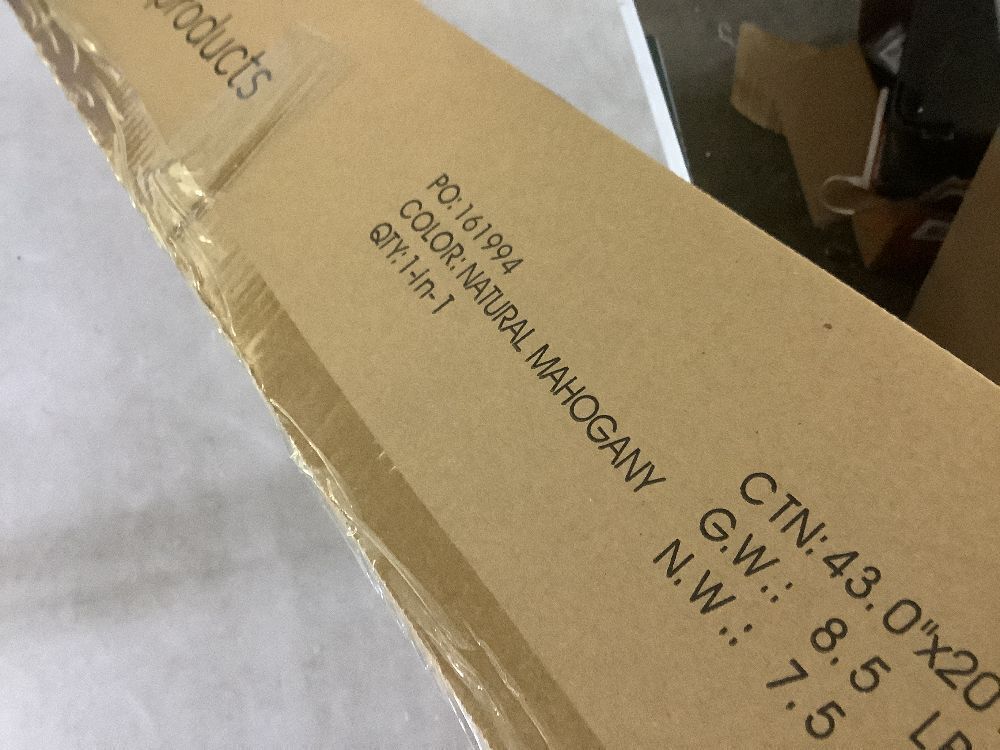 products
PO:161994
COLOR:NATURAL MAHOGANY
QTY:1-In-1
CTN:43.0"x20
G.W.: 8.5
N.W.: 7.5